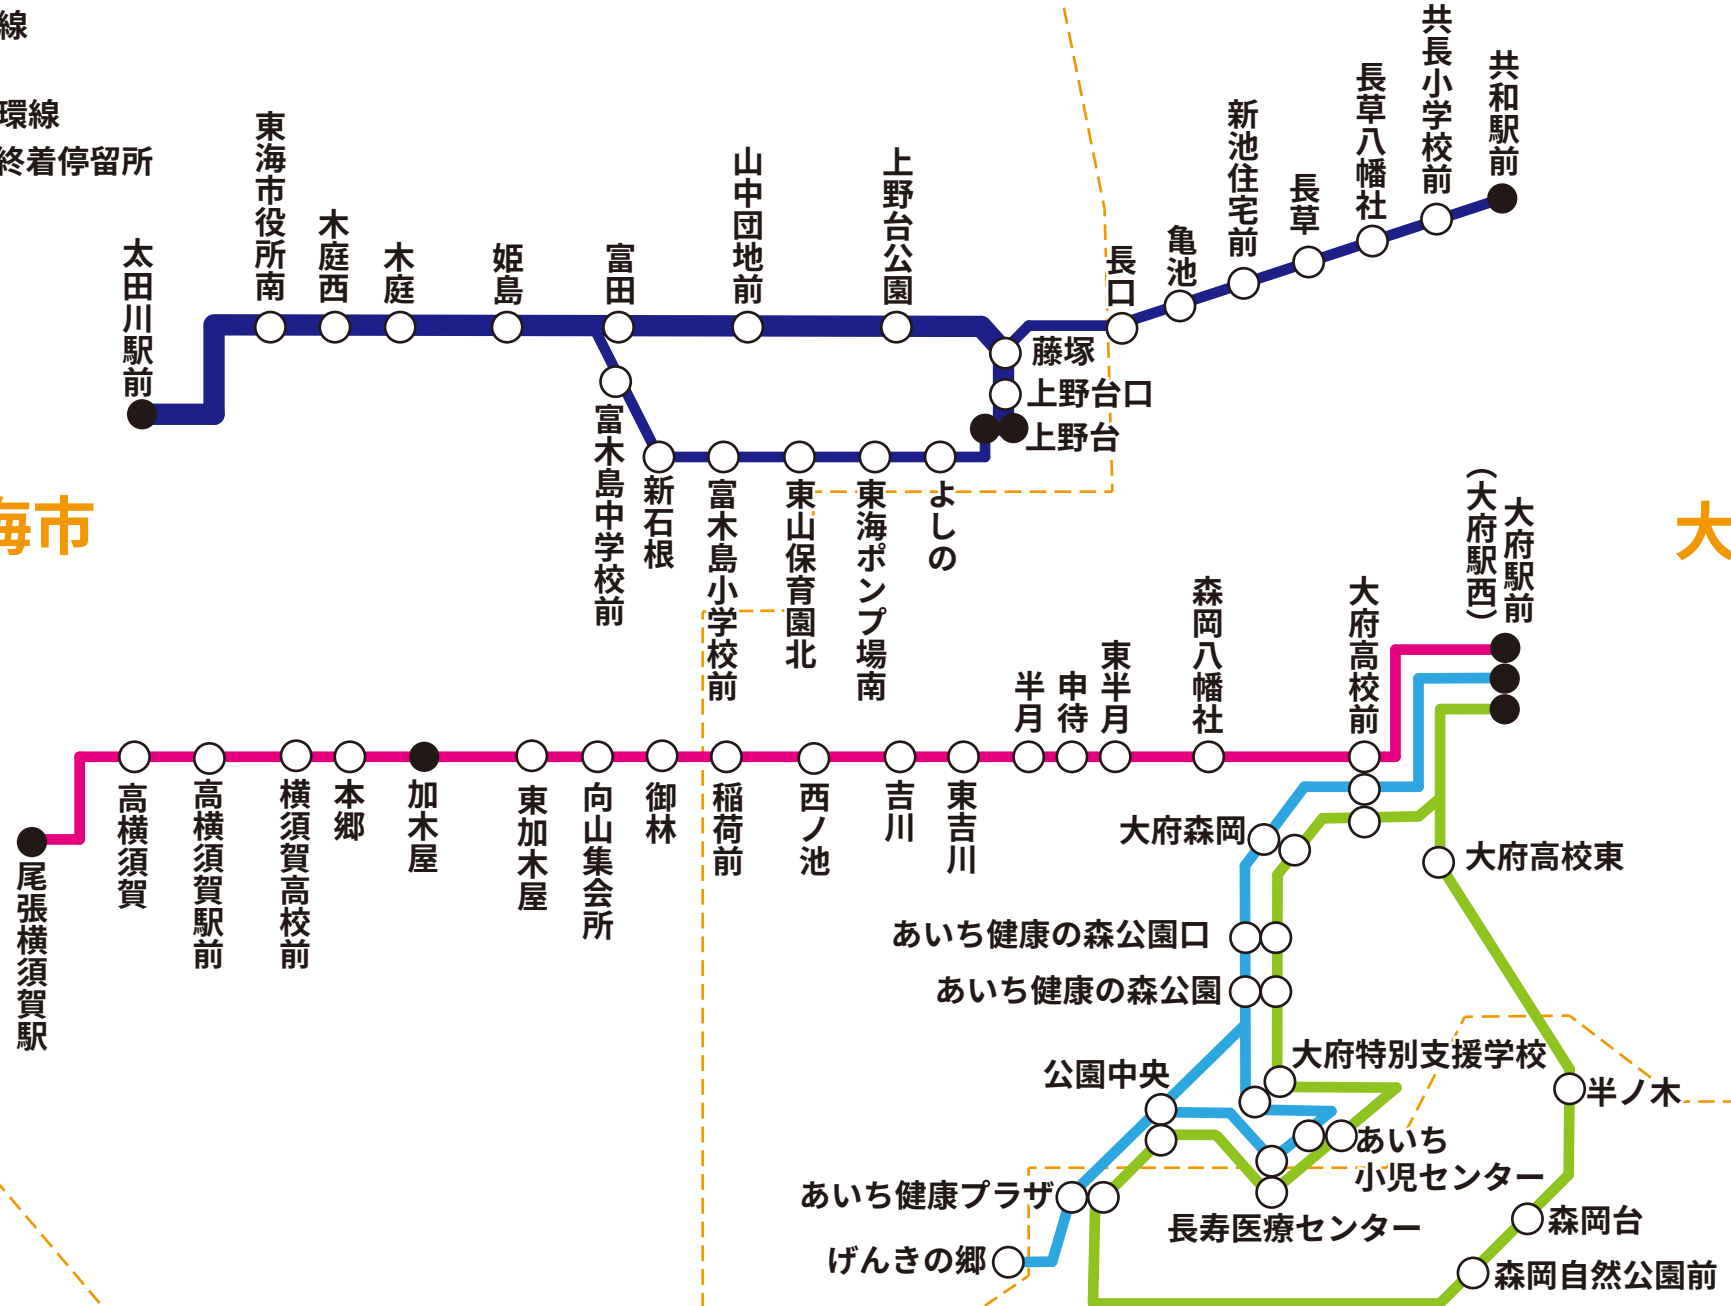 線
環線
終着停留所
太田川駅前
東海市役所南
木庭西
木庭
姫島
富田
山中団地前
上野台公園
長口
亀池
新池住宅前
長草
長草八幡社
共長小学校前
共和駅前
藤塚
上野台口
上野台
富木島中学校前
新石根
富木島小学校前
東山保育園北
東海ポンプ場南
よしの
海市
大
大府駅前
（大府駅西）
尾張横須賀駅
高横須賀
高横須賀駅前
横須賀高校前
本郷
加木屋
東加木屋
向山集会所
御林
稲荷前
西ノ池
吉川
東吉川
半月
申待
東半月
森岡八幡社
大府高校前
大府森岡
大府高校東
あいち健康の森公園口
あいち健康の森公園
大府特別支援学校
公園中央
半ノ木
あいち
小児センター
あいち健康プラザ
長寿医療センター
森岡台
げんきの郷
森岡自然公園前